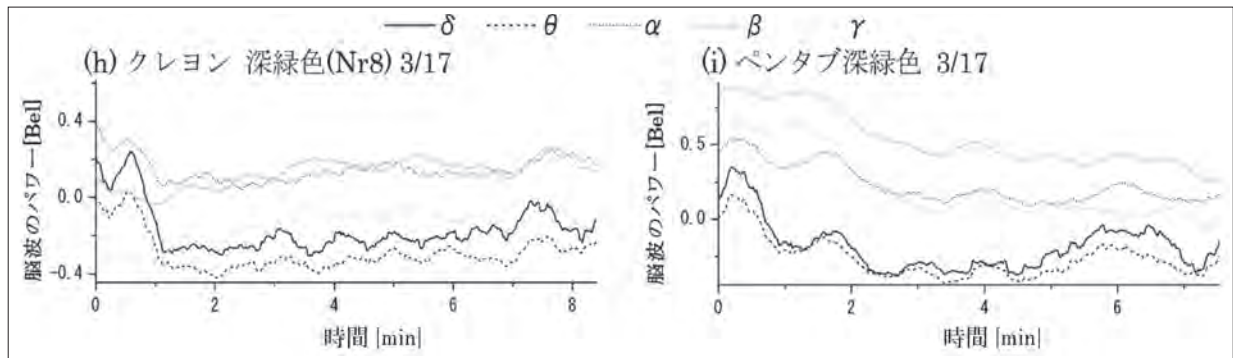 δ θ α β γ
(h) クレヨン 深緑色(Nr8) 3/17
脳波のパワー[Bel]
0.4
0.0
-0.4
0 2 4 6 8
時間 [min]
(i) ペンタブ深緑色 3/17
脳波のパワー[Bel]
0.5
0.0
0 2 4 6
時間 [min]